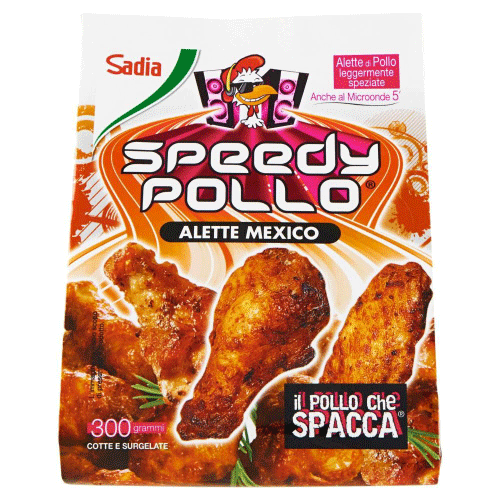 Sadia
Alette di Pollo
leggermente
speziate
Anche al Microonde 5'
SPeedy
POLLO®
ALETTE MEXICO
300 grammi
COTTE E SURGELATE
il POLLO CHe
SPACCA®